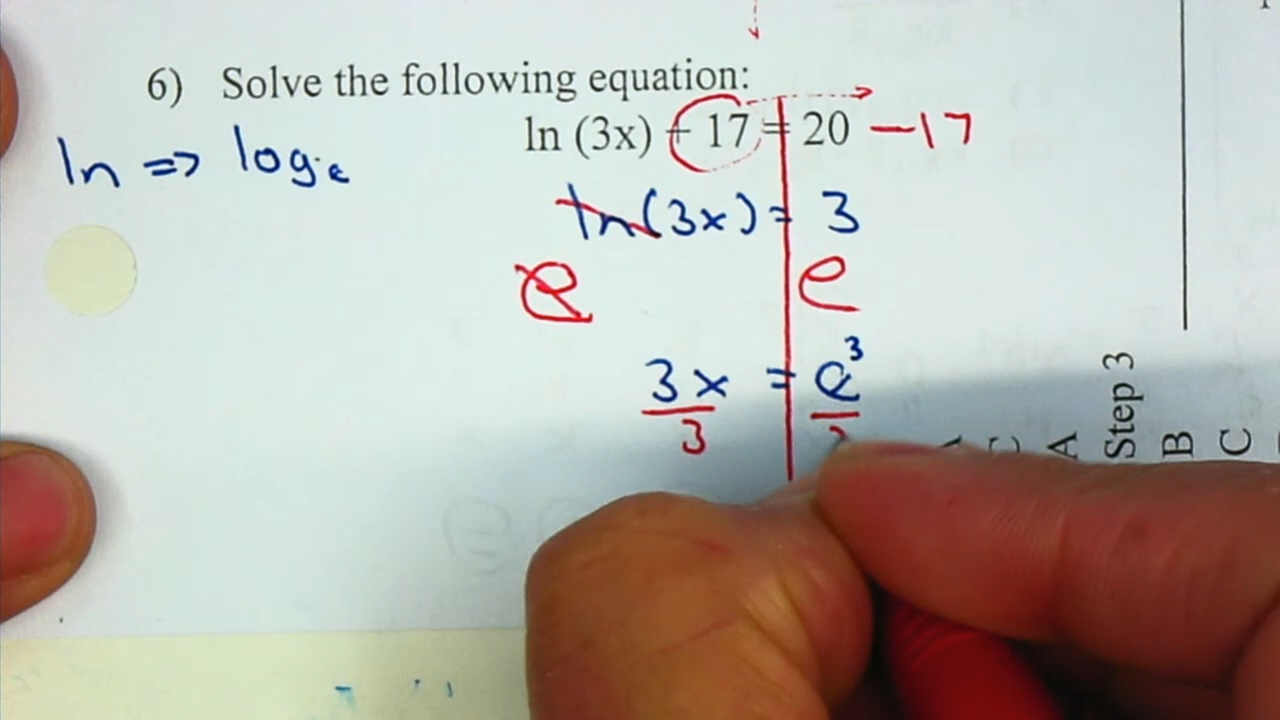 6) Solve the following equation:
ln (3x) + 17 = 20 -17
ln => log e
ln(3x) = 3
e e
3x = e³
3
Step 3
A
B
C